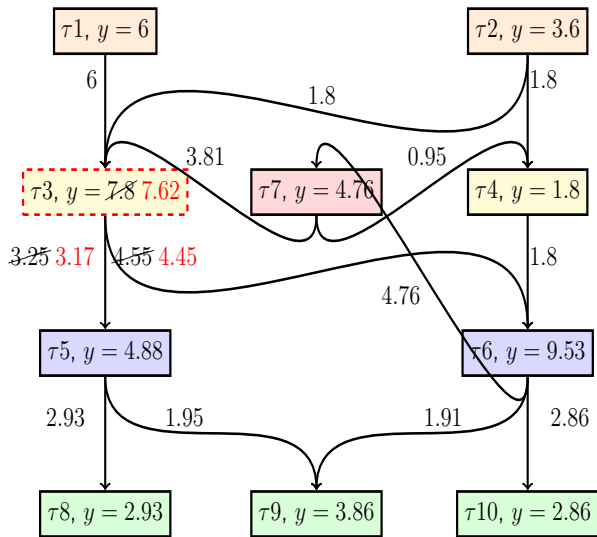 τ1, y = 6
τ2, y = 3.6
6
1.8
1.8
3.81
0.95
τ3, y = 7.8 7.62
τ7, y = 4.76
τ4, y = 1.8
3.25 3.17
4.55 4.45
1.8
4.76
τ5, y = 4.88
τ6, y = 9.53
2.93
1.95
1.91
2.86
τ8, y = 2.93
τ9, y = 3.86
τ10, y = 2.86